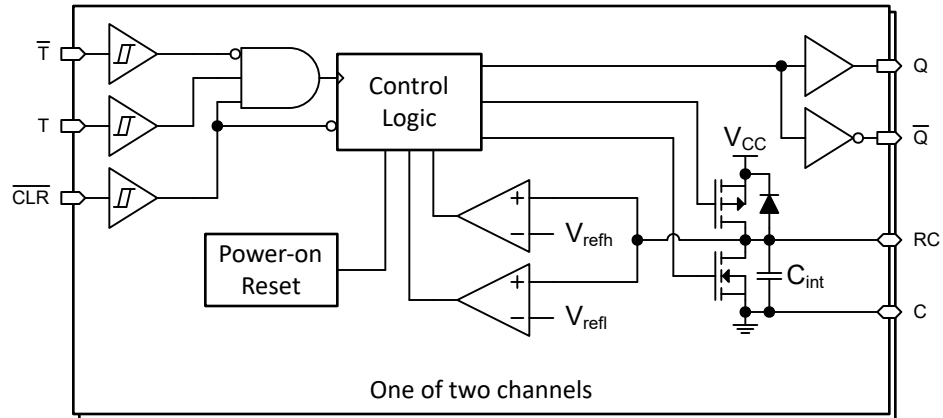 T̅
T
C̅L̅R̅
Control
Logic
Power-on
Reset
+
−
V_refh
+
−
V_refl
V_CC
C_int
Q
Q̅
RC
C
One of two channels